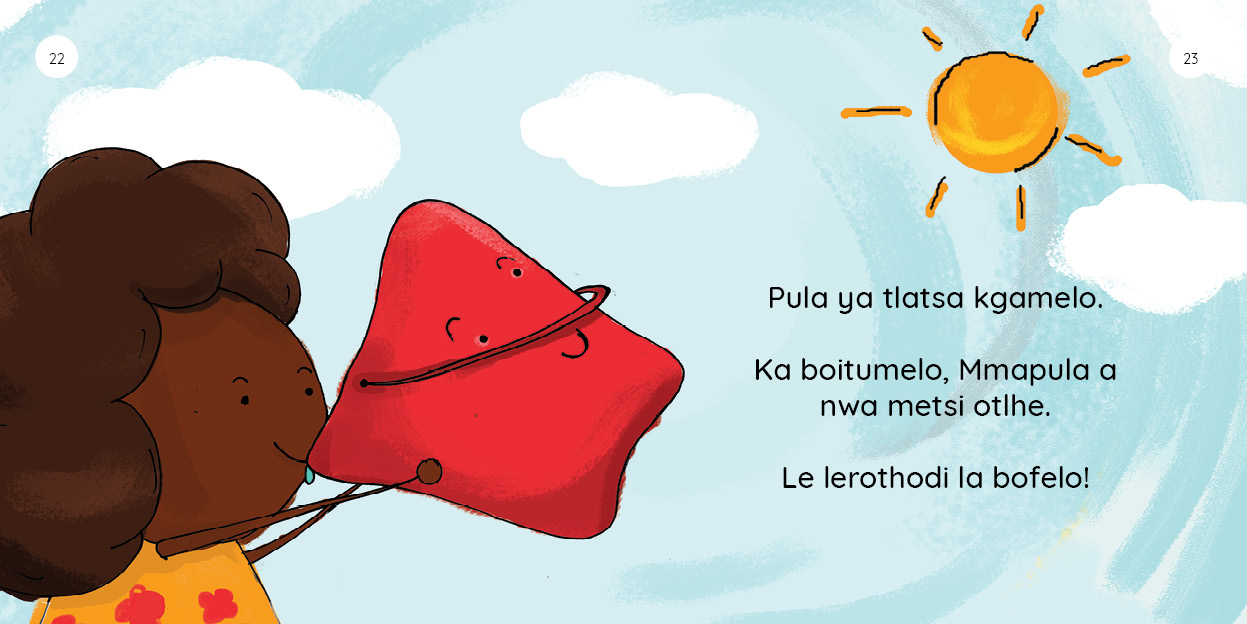 22
23
Pula ya tlatsa kgamelo.
Ka boitumelo, Mmapula a
nwa metsi otlhe.
Le lerothodi la bofelo!